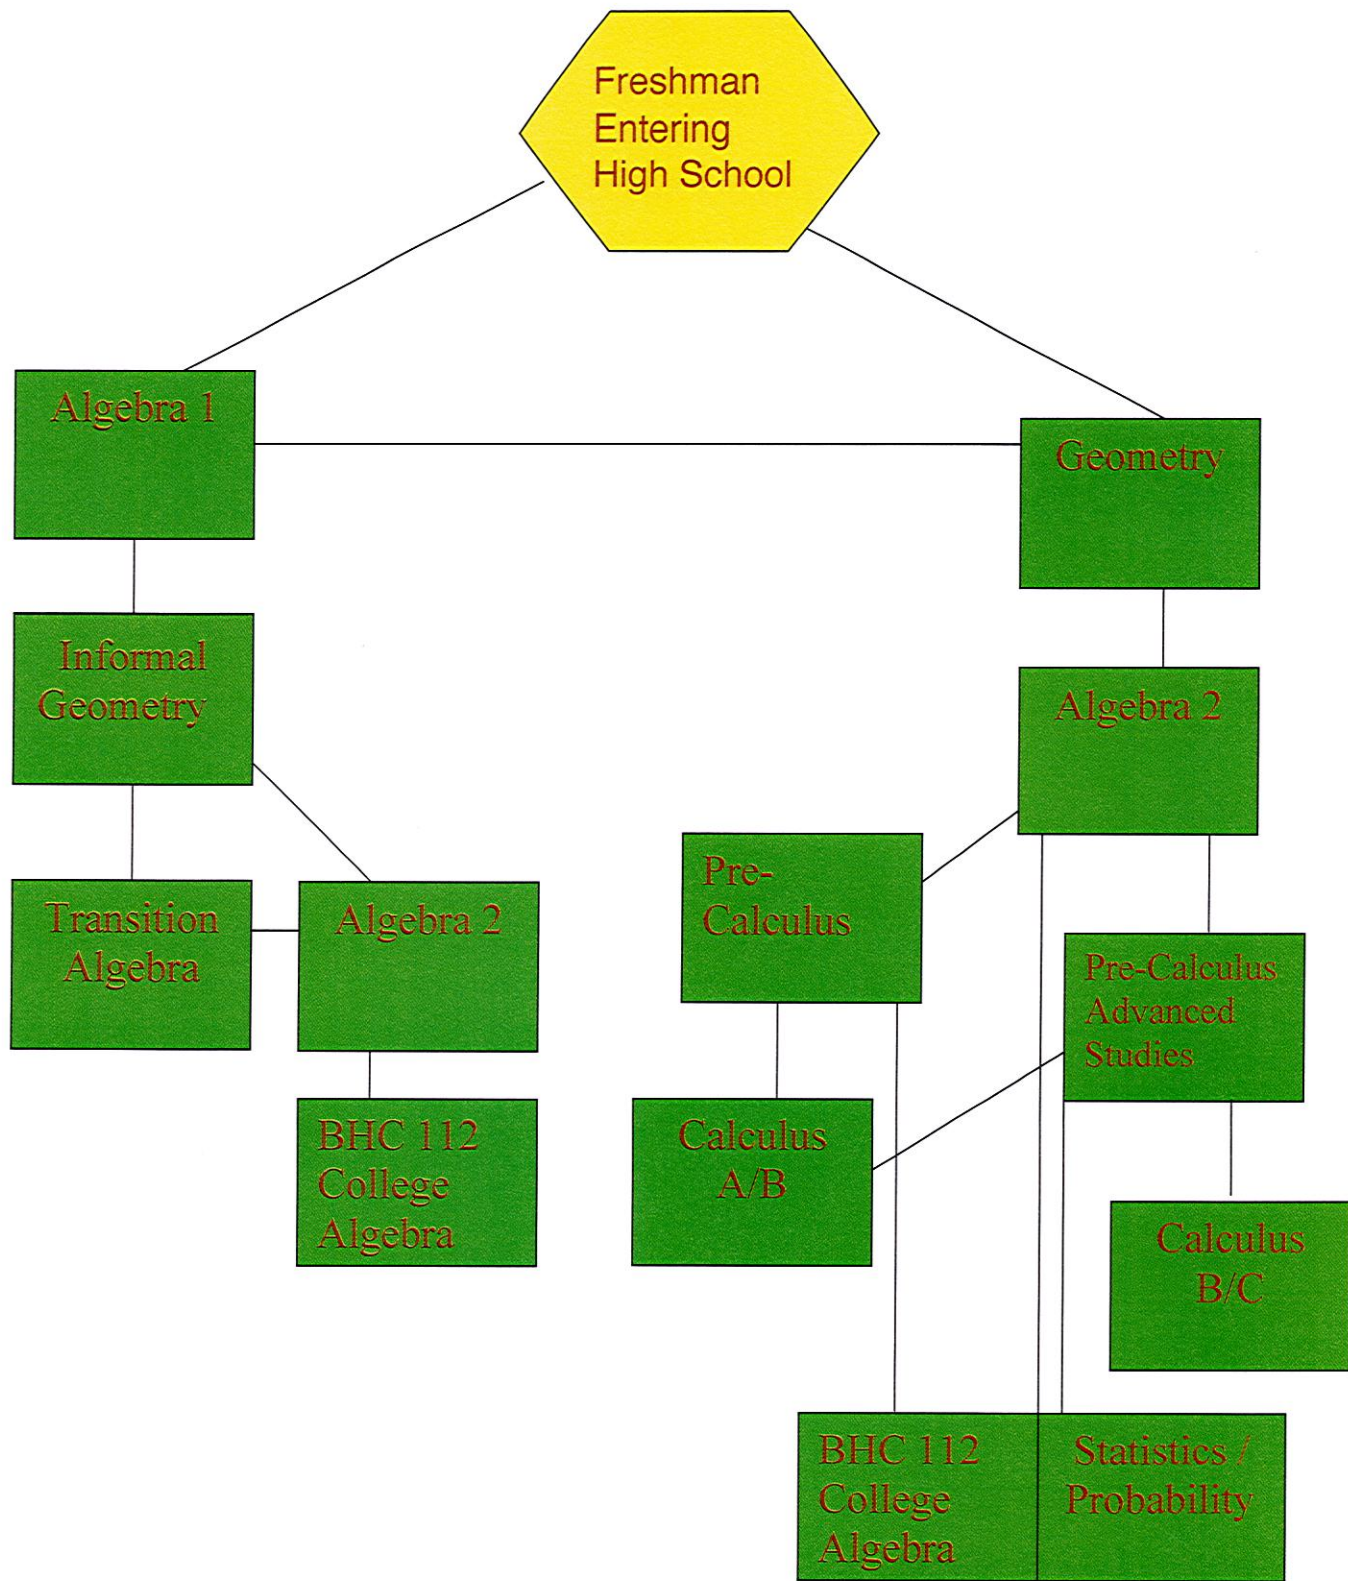 Freshman
Entering
High School
Algebra 1
Geometry
Informal
Geometry
Algebra 2
Pre-
Calculus
Transition
Algebra
Algebra 2
Pre-Calculus
Advanced
Studies
BHC 112
College
Algebra
Calculus
A/B
Calculus
B/C
BHC 112
College
Algebra
Statistics /
Probability